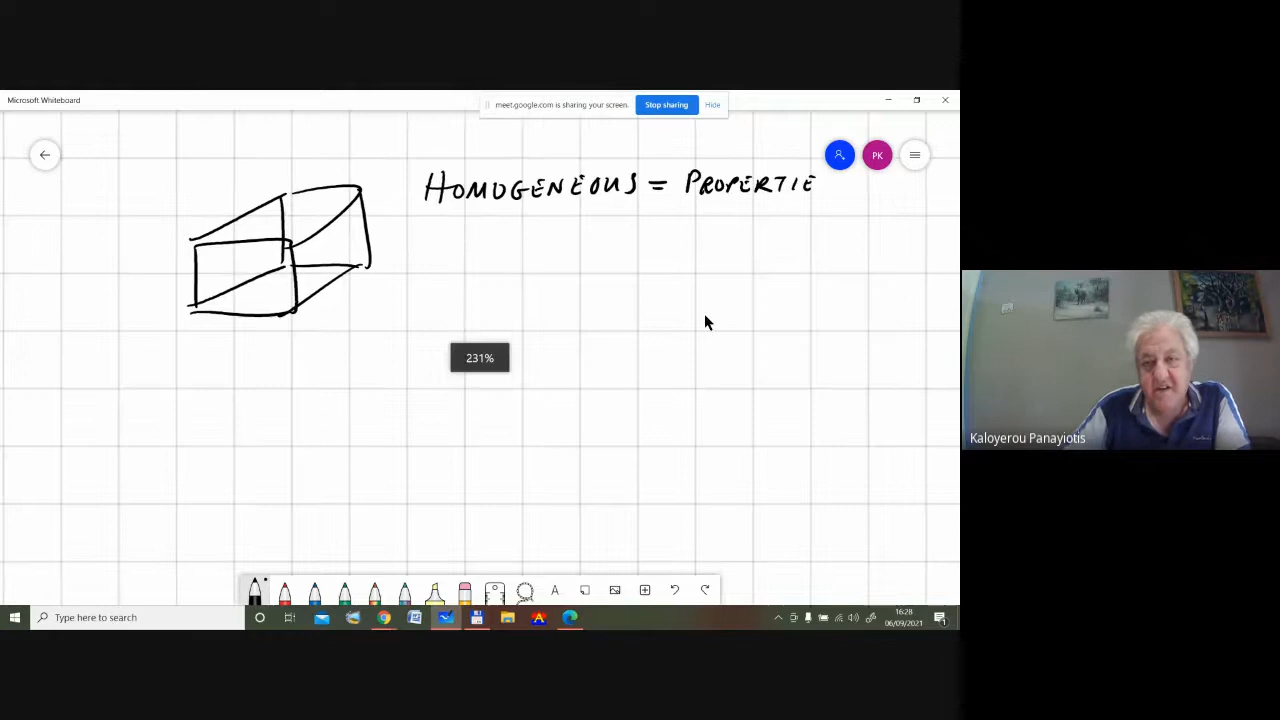 Microsoft Whiteboard
meet.google.com is sharing your screen.
Stop sharing
Hide
PK
HOMOGENEOUS = PROPERTIE
231%
Kaloyerou Panayiotis
A
Type here to search
16:28
06/09/2021